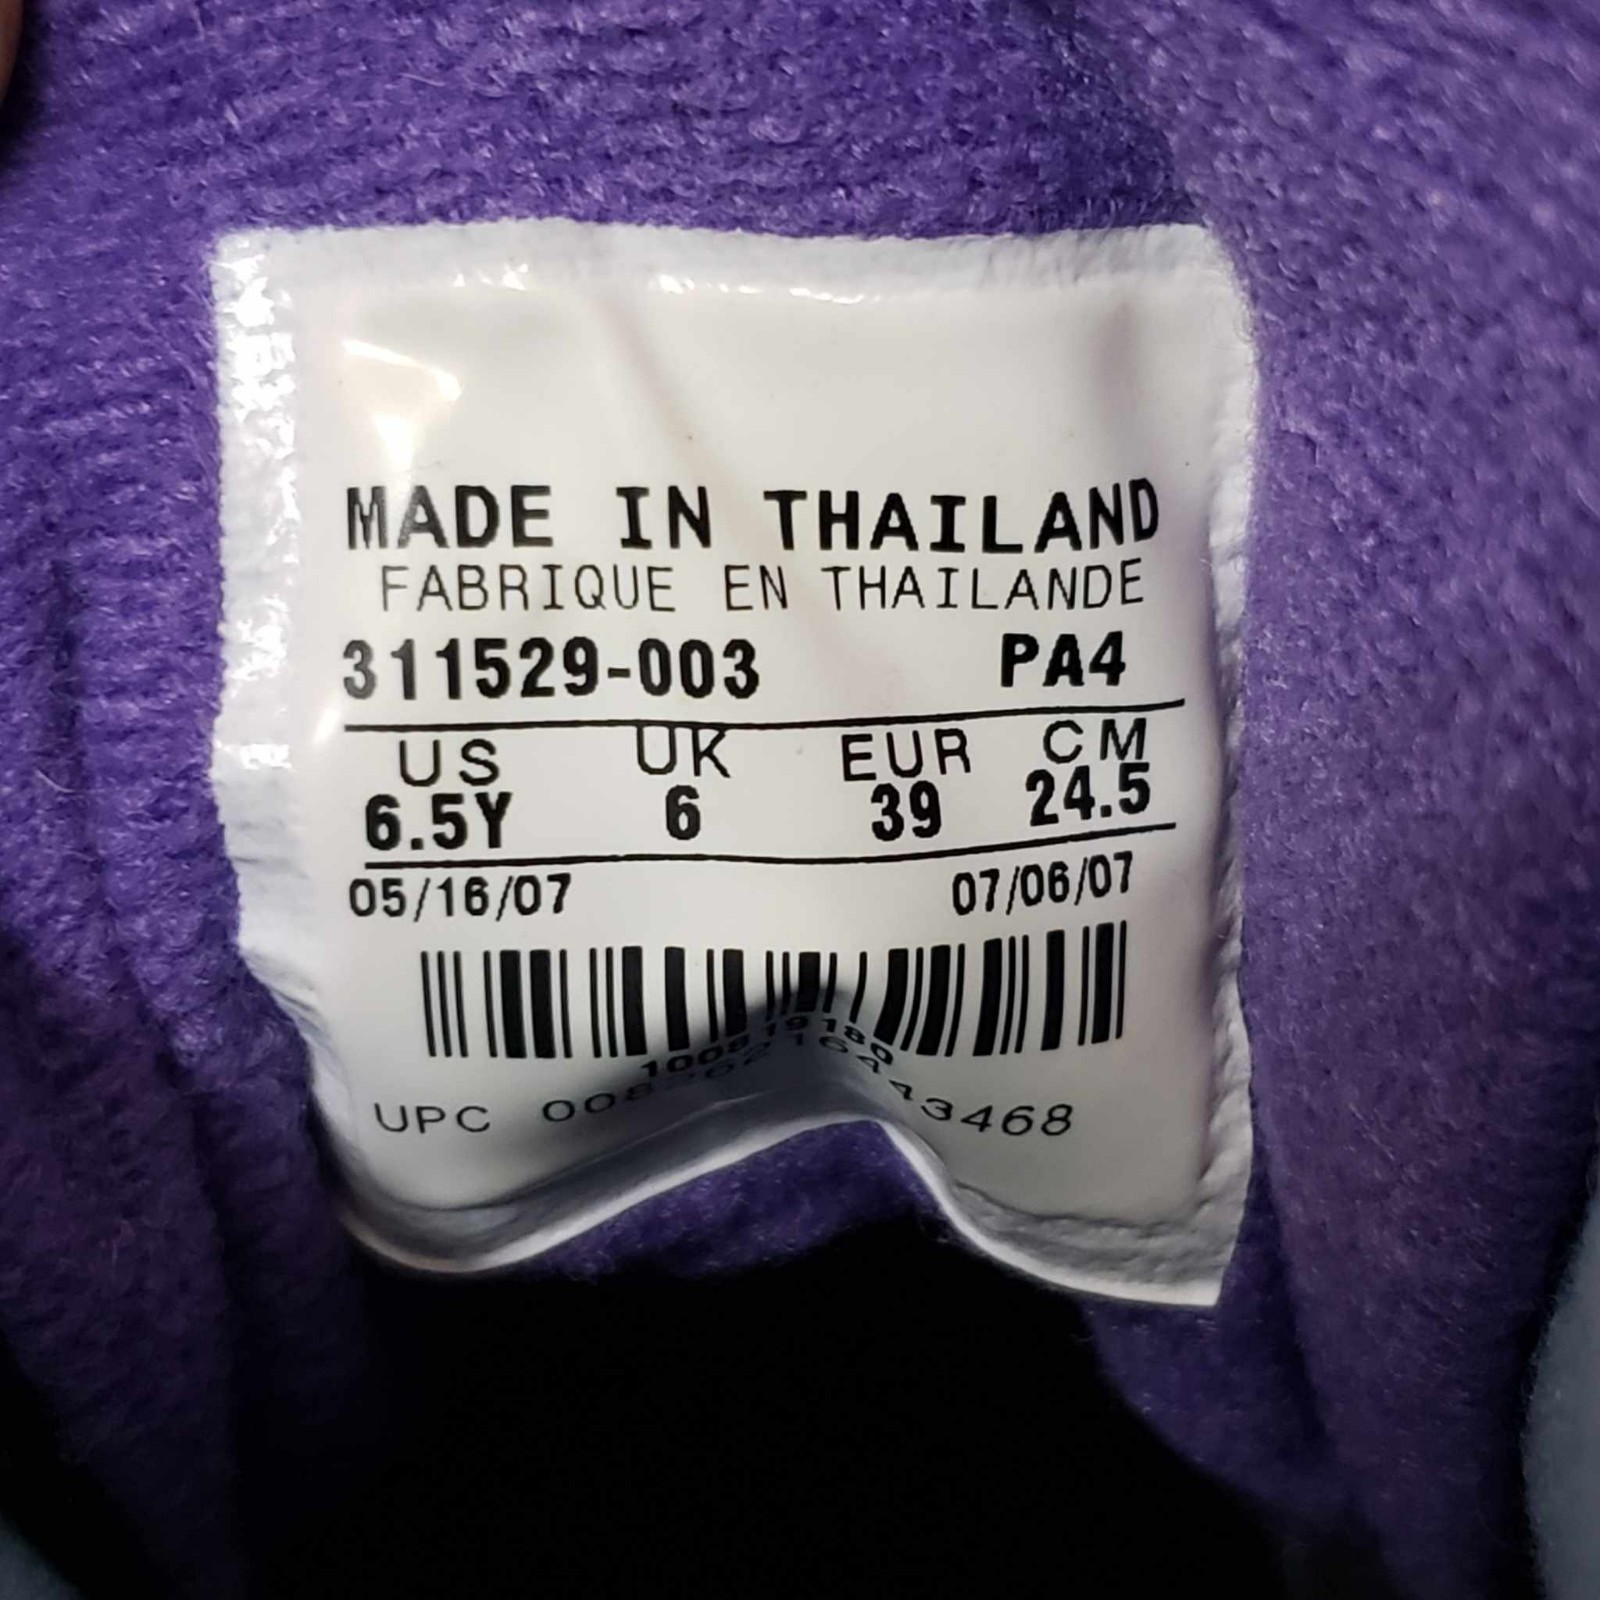 MADE IN THAILAND
FABRIQUE EN THAILANDE
311529-003 PA4
US UK EUR CM
6.5Y 6 39 24.5
05/16/07 07/06/07
UPC